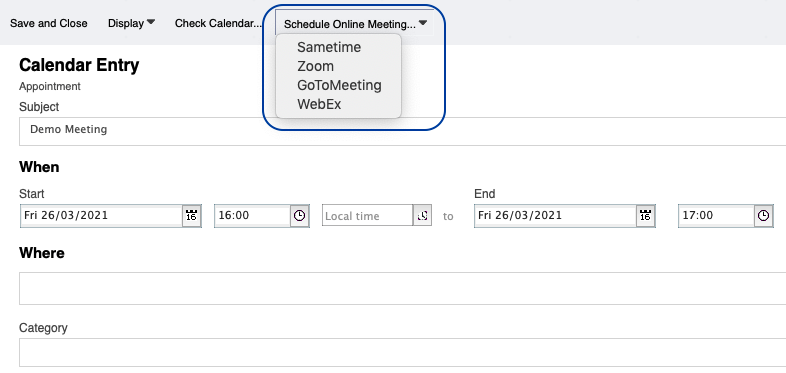 Save and Close Display Check Calendar... Schedule Online Meeting...
Sametime
Zoom
GoToMeeting
WebEx
Calendar Entry
Appointment
Subject
Demo Meeting
When
Start End
Fri 26/03/2021 16 16:00 Local time to Fri 26/03/2021 16 17:00
Where
Category